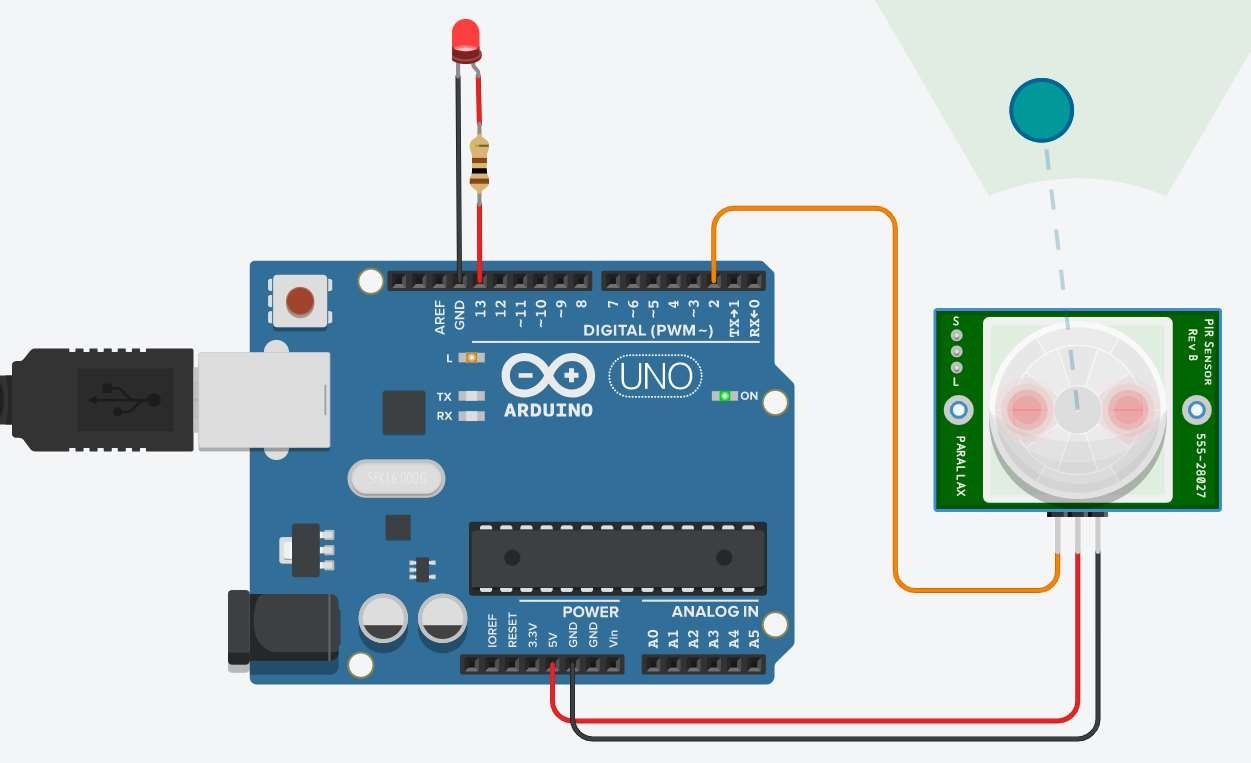 AREF
GND
13
12
~11
~10
~9
8
7
~6
~5
4
~3
2
TX→1
RX←0
DIGITAL (PWM~)
L
TX
RX
UNO
ARDUINO
ON
POWER
ANALOG IN
IOREF
RESET
3.3V
5V
GND
GND
Vin
A0
A1
A2
A3
A4
A5
S
L
PARALLAX
PIR SENSOR
REV B
555-28027